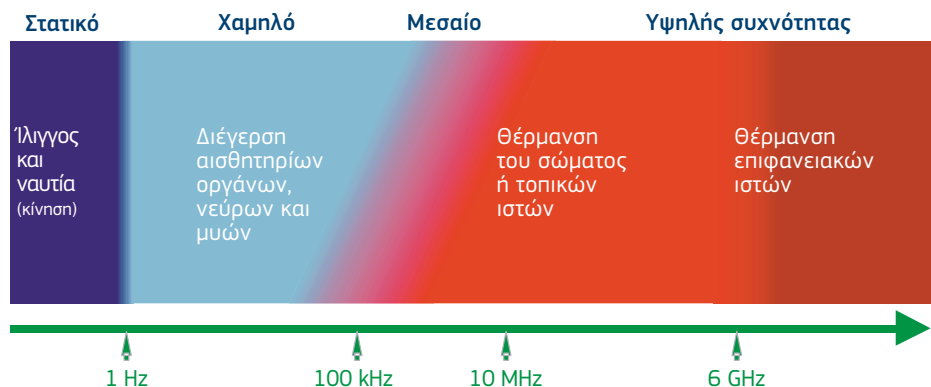 Στατικό
Χαμηλό
Μεσαίο
Υψηλής συχνότητας
Ίλιγγος
και
ναυτία
(κίνηση)
Διέγερση
αισθητηρίων
οργάνων,
νεύρων και
μυών
Θέρμανση
του σώματος
ή τοπικών
ιστών
Θέρμανση
επιφανειακών
ιστών
1 Hz
100 kHz
10 MHz
6 GHz